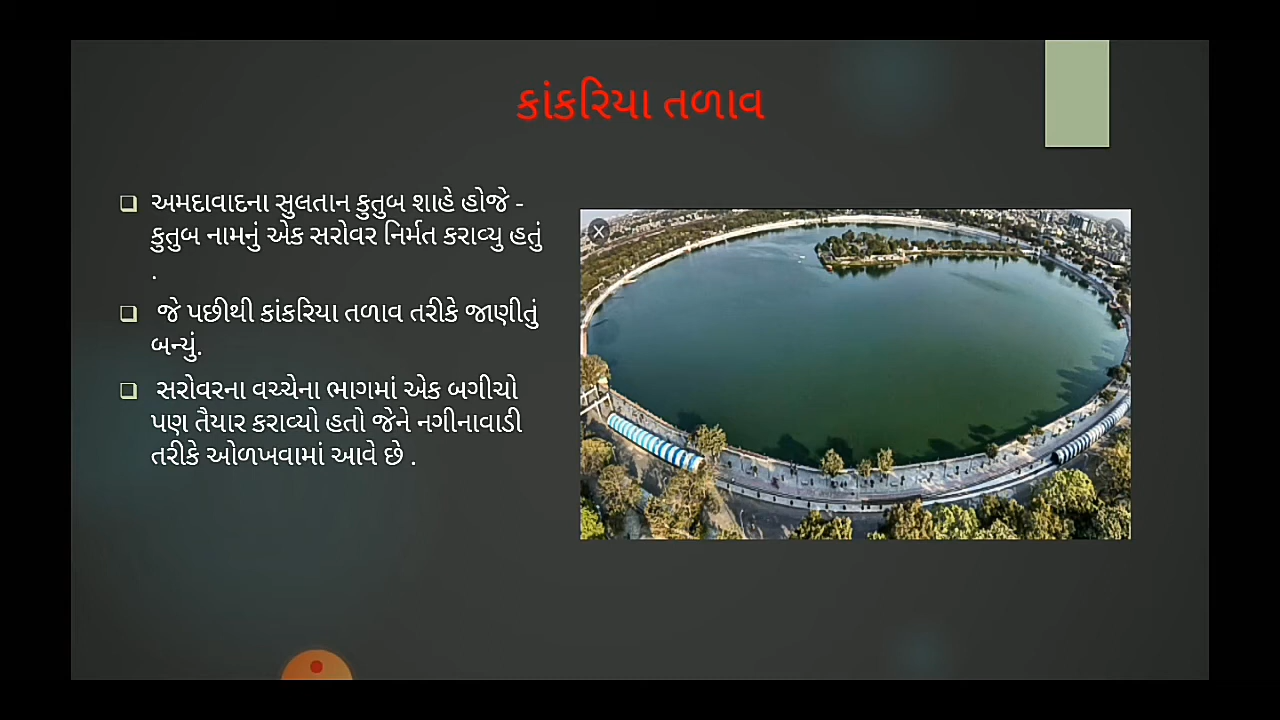 કાંકરિયા તળાવ
અમદાવાદના સુલતાન કુતુબ શાહે હોજે -
કુતુબ નામનું એક સરોવર નિર્મત કરાવ્યુ હતું
.
જે પછીથી કાંકરિયા તળાવ તરીકે જાણીતું
બન્યું.
સરોવરના વચ્ચેના ભાગમાં એક બગીચો
પણ તૈયાર કરાવ્યો હતો જેને નગીનાવાડી
તરીકે ઓળખવામાં આવે છે .